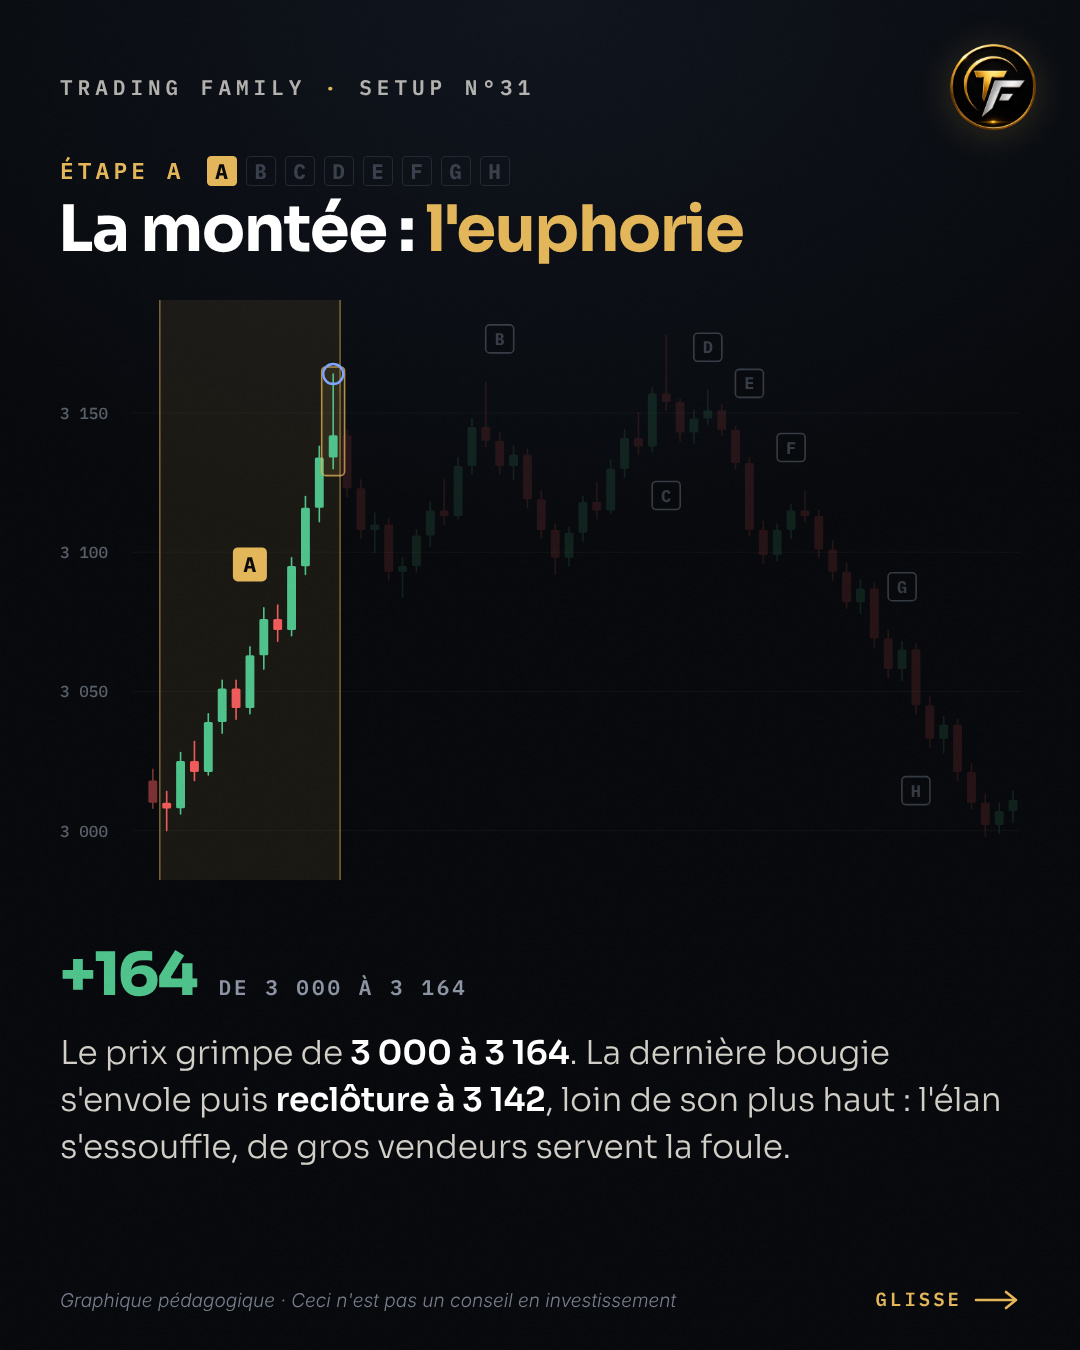 TRADING FAMILY · SETUP N°31
TF
ÉTAPE A A B C D E F G H
La montée : l'euphorie
B
D
E
3 150
F
C
3 100
A
G
3 050
H
3 000
+164 DE 3 000 À 3 164
Le prix grimpe de 3 000 à 3 164. La dernière bougie
s'envole puis reclôture à 3 142, loin de son plus haut : l'élan
s'essouffle, de gros vendeurs servent la foule.
Graphique pédagogique · Ceci n'est pas un conseil en investissement
GLISSE →